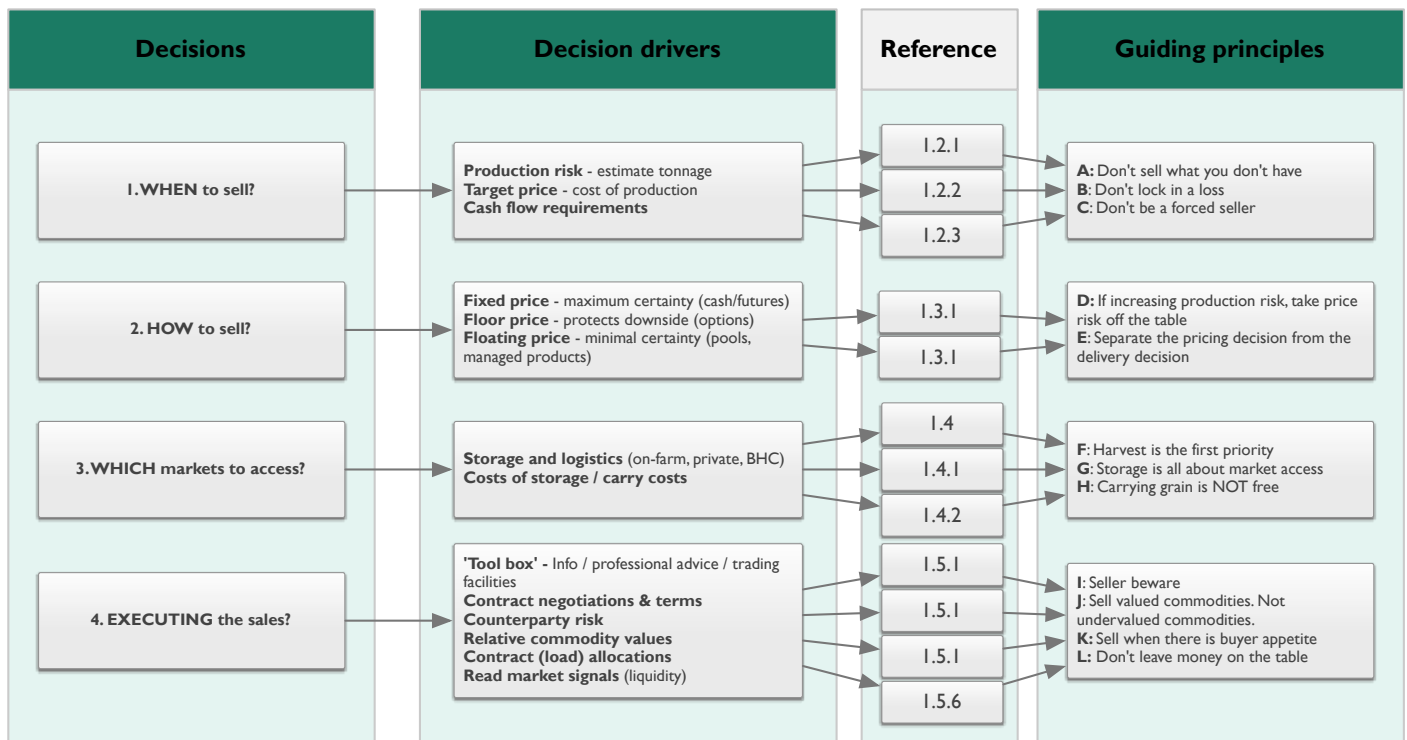 Decisions
Decision drivers
Reference
Guiding principles
1. WHEN to sell?
Production risk - estimate tonnage
Target price - cost of production
Cash flow requirements
1.2.1
1.2.2
1.2.3
A: Don't sell what you don't have
B: Don't lock in a loss
C: Don't be a forced seller
2. HOW to sell?
Fixed price - maximum certainty (cash/futures)
Floor price - protects downside (options)
Floating price - minimal certainty (pools,
managed products)
1.3.1
1.3.1
D: If increasing production risk, take price
risk off the table
E: Separate the pricing decision from the
delivery decision
3. WHICH markets to access?
Storage and logistics (on-farm, private, BHC)
Costs of storage / carry costs
1.4
1.4.1
1.4.2
F: Harvest is the first priority
G: Storage is all about market access
H: Carrying grain is NOT free
4. EXECUTING the sales?
'Tool box' - Info / professional advice / trading
facilities
Contract negotiations & terms
Counterparty risk
Relative commodity values
Contract (load) allocations
Read market signals (liquidity)
1.5.1
1.5.1
1.5.1
1.5.6
I: Seller beware
J: Sell valued commodities. Not
undervalued commodities.
K: Sell when there is buyer appetite
L: Don't leave money on the table